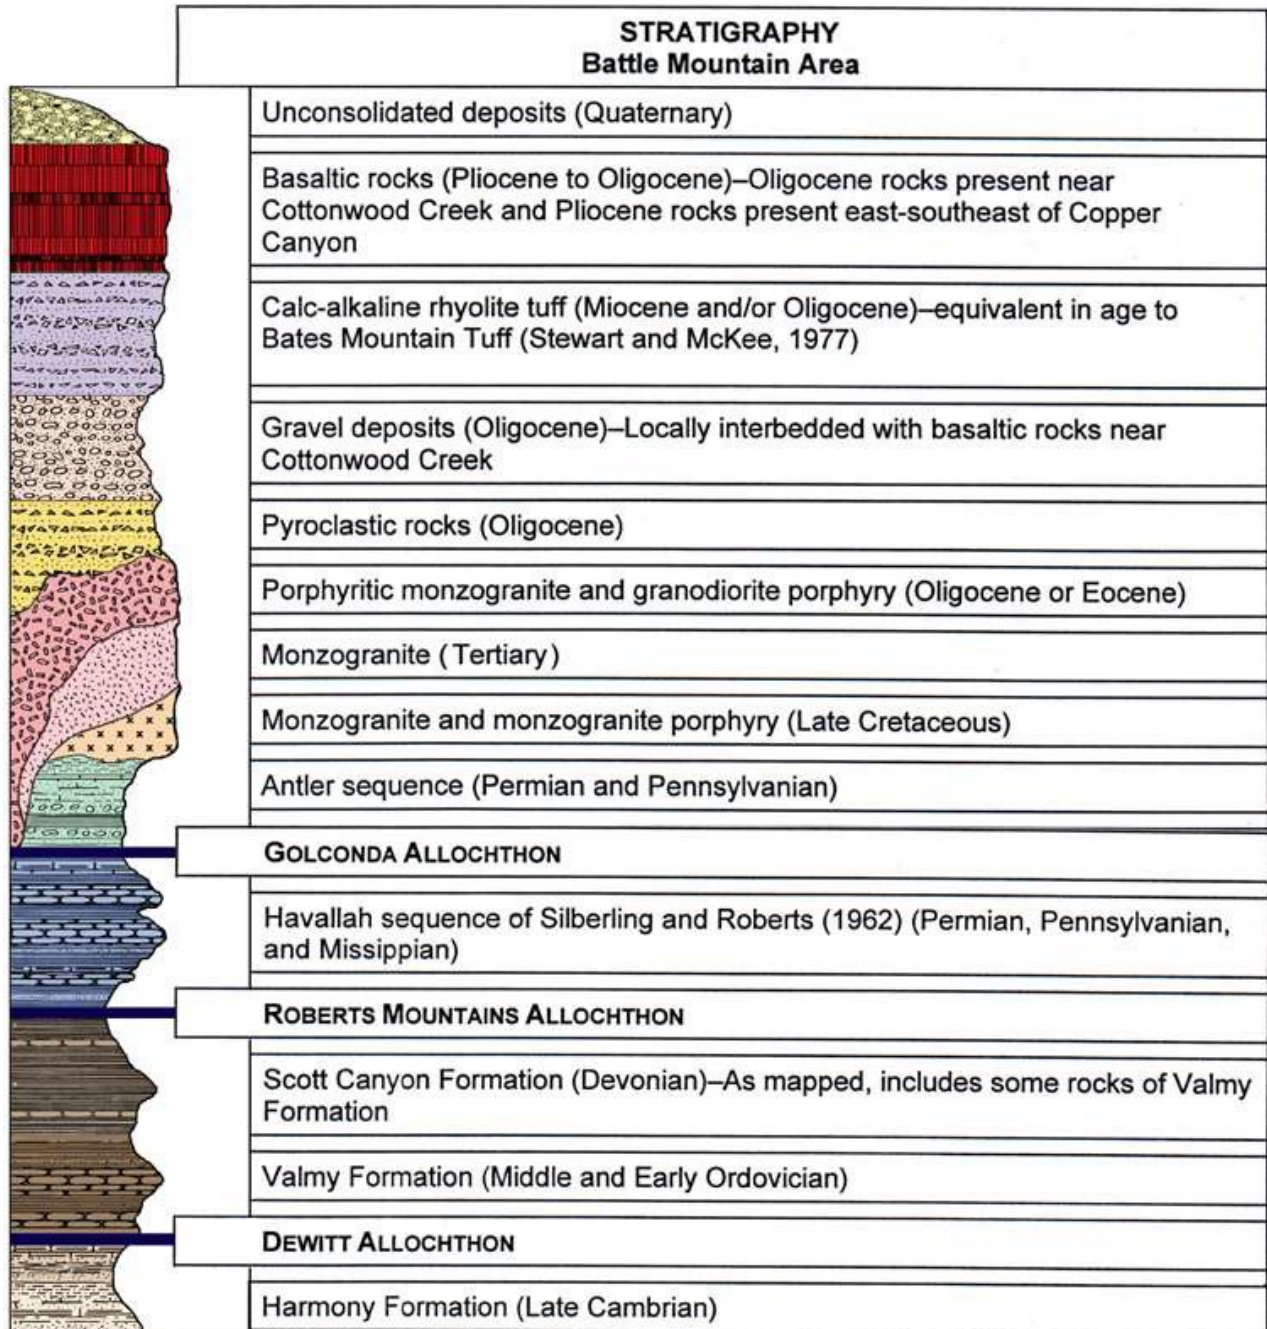 STRATIGRAPHY
Battle Mountain Area
Unconsolidated deposits (Quaternary)
Basaltic rocks (Pliocene to Oligocene)–Oligocene rocks present near
Cottonwood Creek and Pliocene rocks present east-southeast of Copper
Canyon
Calc-alkaline rhyolite tuff (Miocene and/or Oligocene)–equivalent in age to
Bates Mountain Tuff (Stewart and McKee, 1977)
Gravel deposits (Oligocene)–Locally interbedded with basaltic rocks near
Cottonwood Creek
Pyroclastic rocks (Oligocene)
Porphyritic monzogranite and granodiorite porphyry (Oligocene or Eocene)
Monzogranite (Tertiary)
Monzogranite and monzogranite porphyry (Late Cretaceous)
Antler sequence (Permian and Pennsylvanian)
GOLCONDA ALLOCHTHON
Havallah sequence of Silberling and Roberts (1962) (Permian, Pennsylvanian,
and Missippian)
ROBERTS MOUNTAINS ALLOCHTHON
Scott Canyon Formation (Devonian)–As mapped, includes some rocks of Valmy
Formation
Valmy Formation (Middle and Early Ordovician)
DEWITT ALLOCHTHON
Harmony Formation (Late Cambrian)